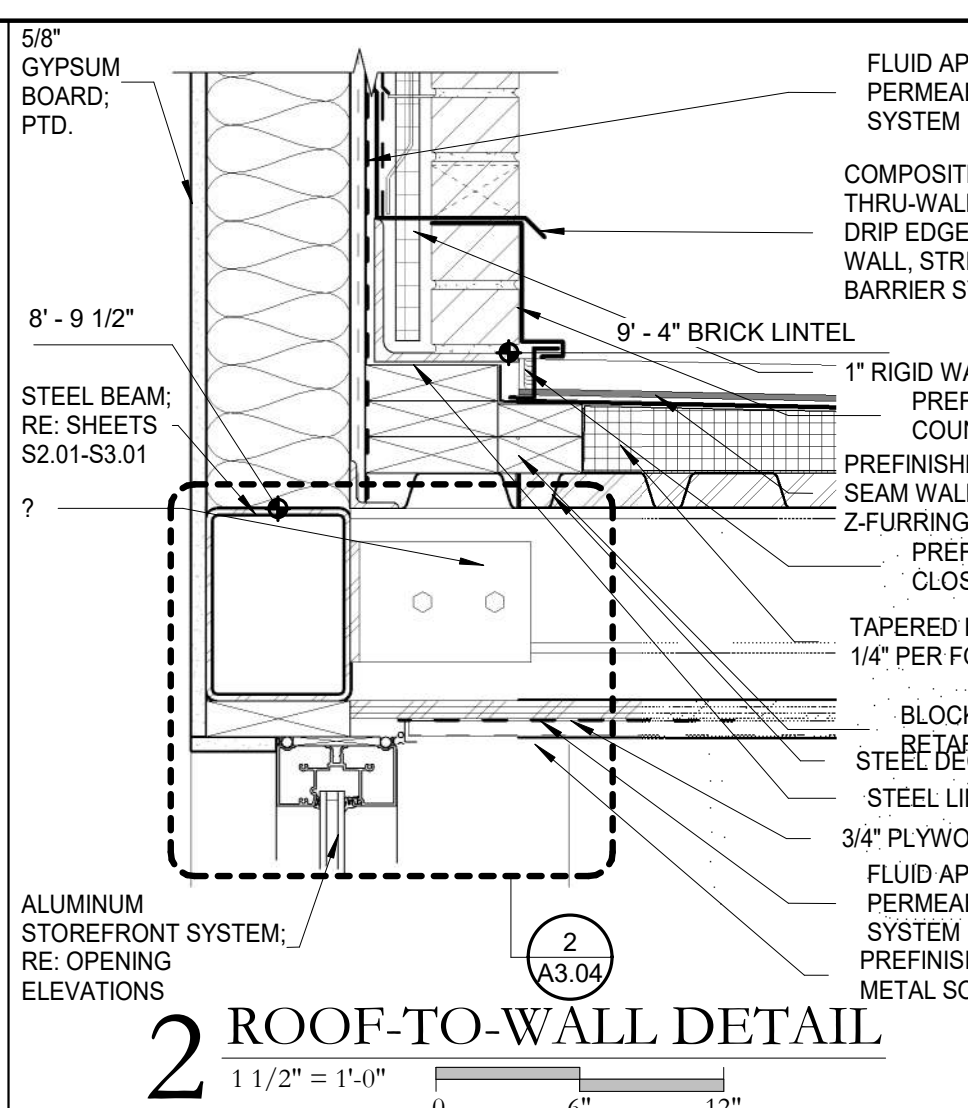 5/8"
GYPSUM
BOARD;
PTD.
8' - 9 1/2"
STEEL BEAM;
RE: SHEETS
S2.01-S3.01
?
ALUMINUM
STOREFRONT SYSTEM;
RE: OPENING
ELEVATIONS
FLUID AP
PERMEA
SYSTEM
COMPOSIT
THRU-WAL
DRIP EDGE
WALL, STR
BARRIER S
9' - 4" BRICK LINTEL
1" RIGID WA
PREF
COUN
PREFINISH
SEAM WAL
Z-FURRING
PREF
CLOS
TAPERED
1/4" PER FO
BLOCK
RETAR
STEEL DE
STEEL LI
3/4" PLYWO
FLUID AP
PERMEA
SYSTEM
PREFINIS
METAL SO
2
A3.04
2 ROOF-TO-WALL DETAIL
1 1/2" = 1'-0"
0 6" 12"